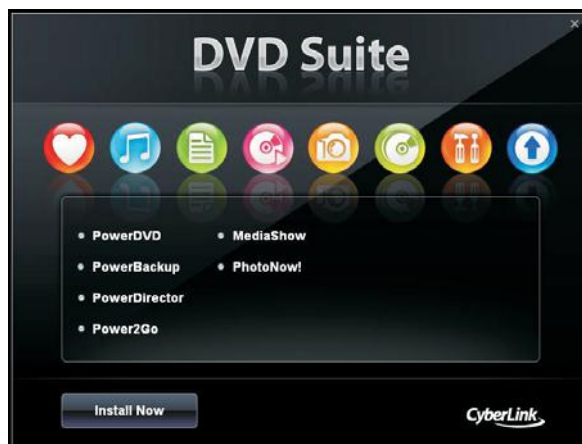 DVD Suite
PowerDVD
MediaShow
PowerBackup
PhotoNow!
PowerDirector
Power2Go
Install Now
CyberLink